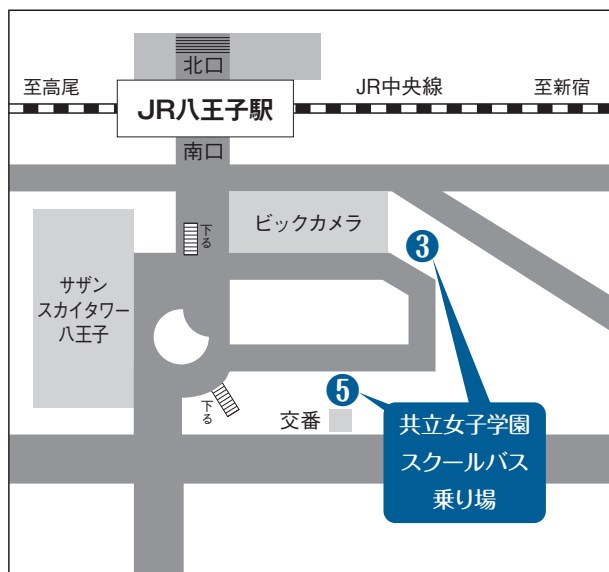 北口
至高尾
JR中央線
至新宿
JR八王子駅
南口
ビックカメラ
下る
3
サザン
スカイタワー
八王子
5
下る
交番
共立女子学園
スクールバス
乗り場